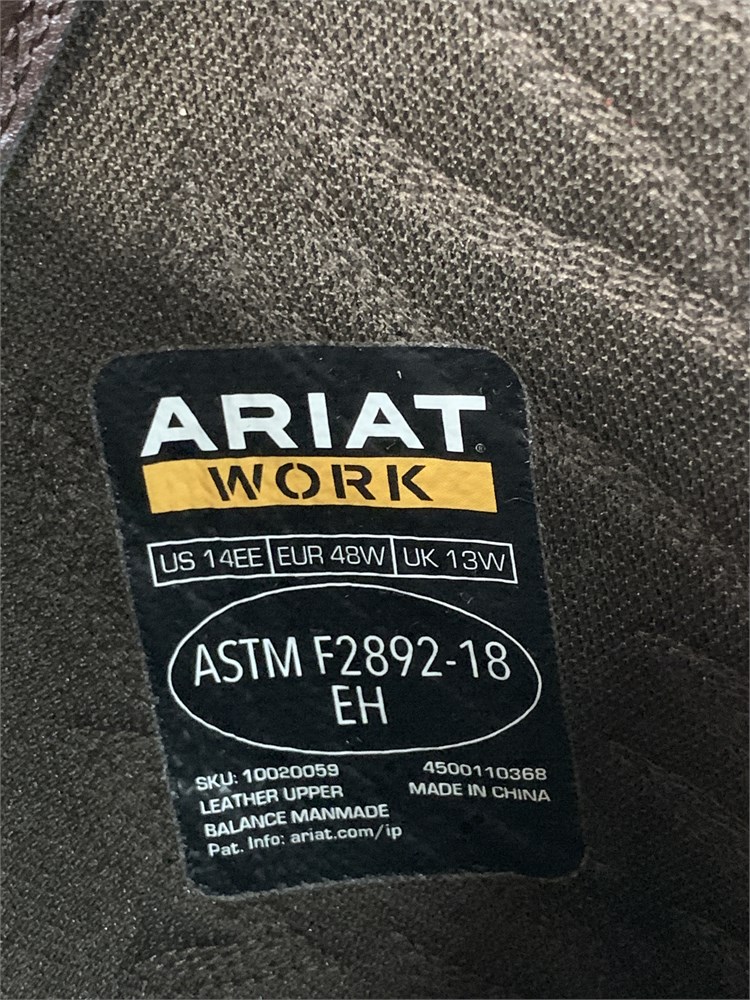 ARIAT®
WORK
US 14EE EUR 48W UK 13W
ASTM F2892-18
EH
SKU: 10020059 4500110368
LEATHER UPPER MADE IN CHINA
BALANCE MANMADE
Pat. Info: ariat.com/ip